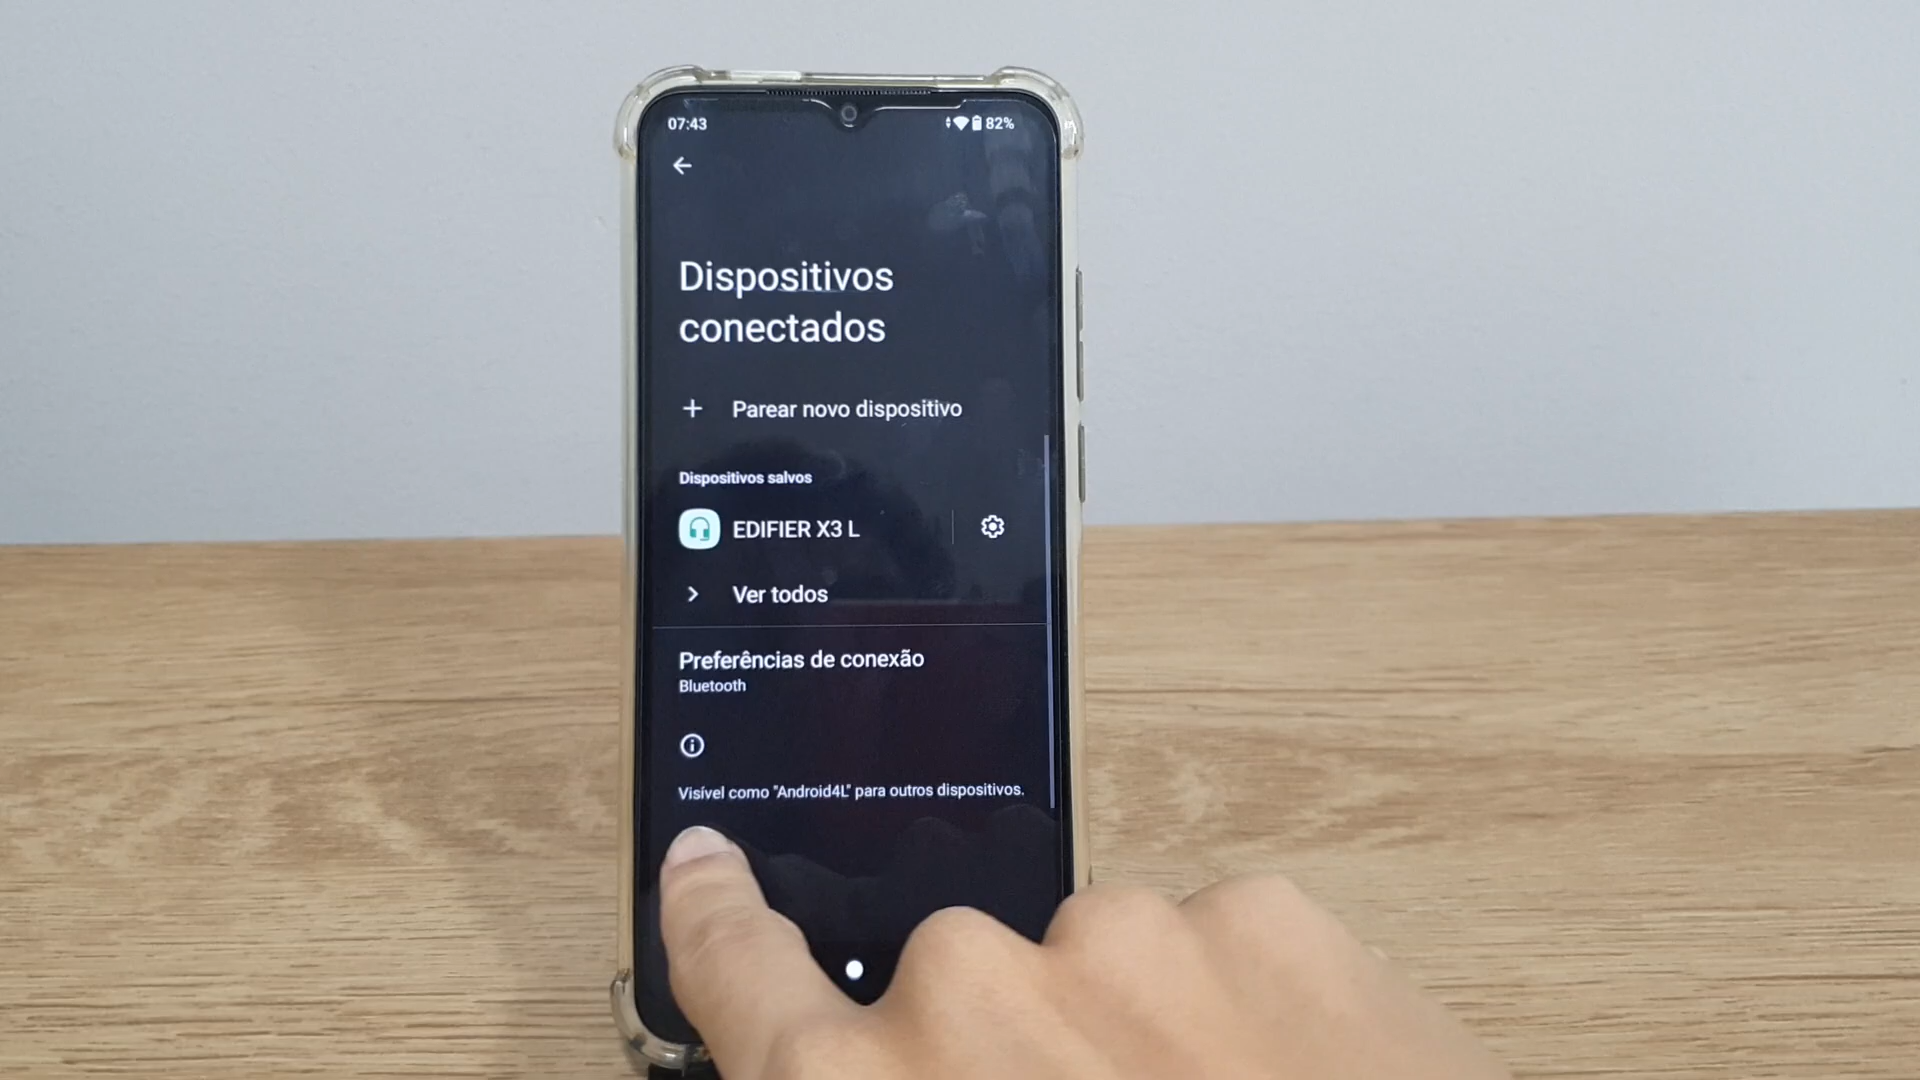 07:43
82%
Dispositivos
conectados
Parear novo dispositivo
Dispositivos salvos
EDIFIER X3 L
Ver todos
Preferências de conexão
Bluetooth
Visível como "Android4L" para outros dispositivos.